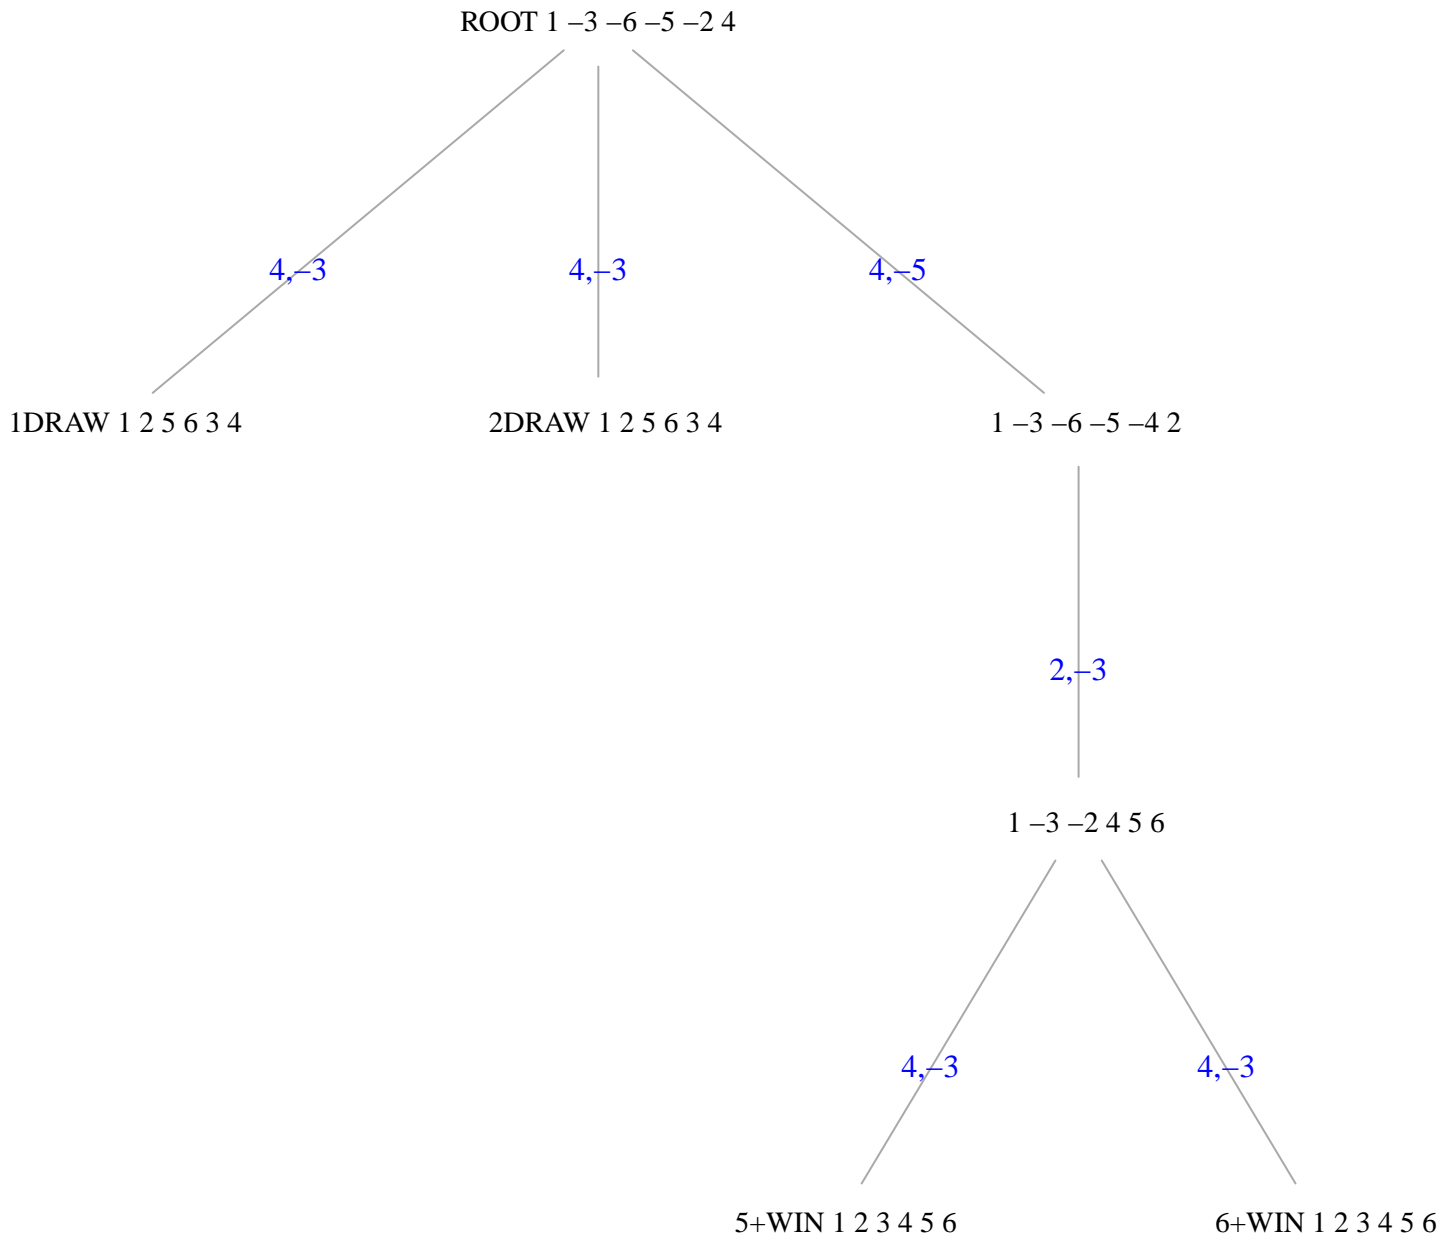 ROOT 1 –3 –6 –5 –2 4
4,–3
4,–3
4,–5
1DRAW 1 2 5 6 3 4
2DRAW 1 2 5 6 3 4
1 –3 –6 –5 –4 2
2,–3
1 –3 –2 4 5 6
4,–3
4,–3
5+WIN 1 2 3 4 5 6
6+WIN 1 2 3 4 5 6